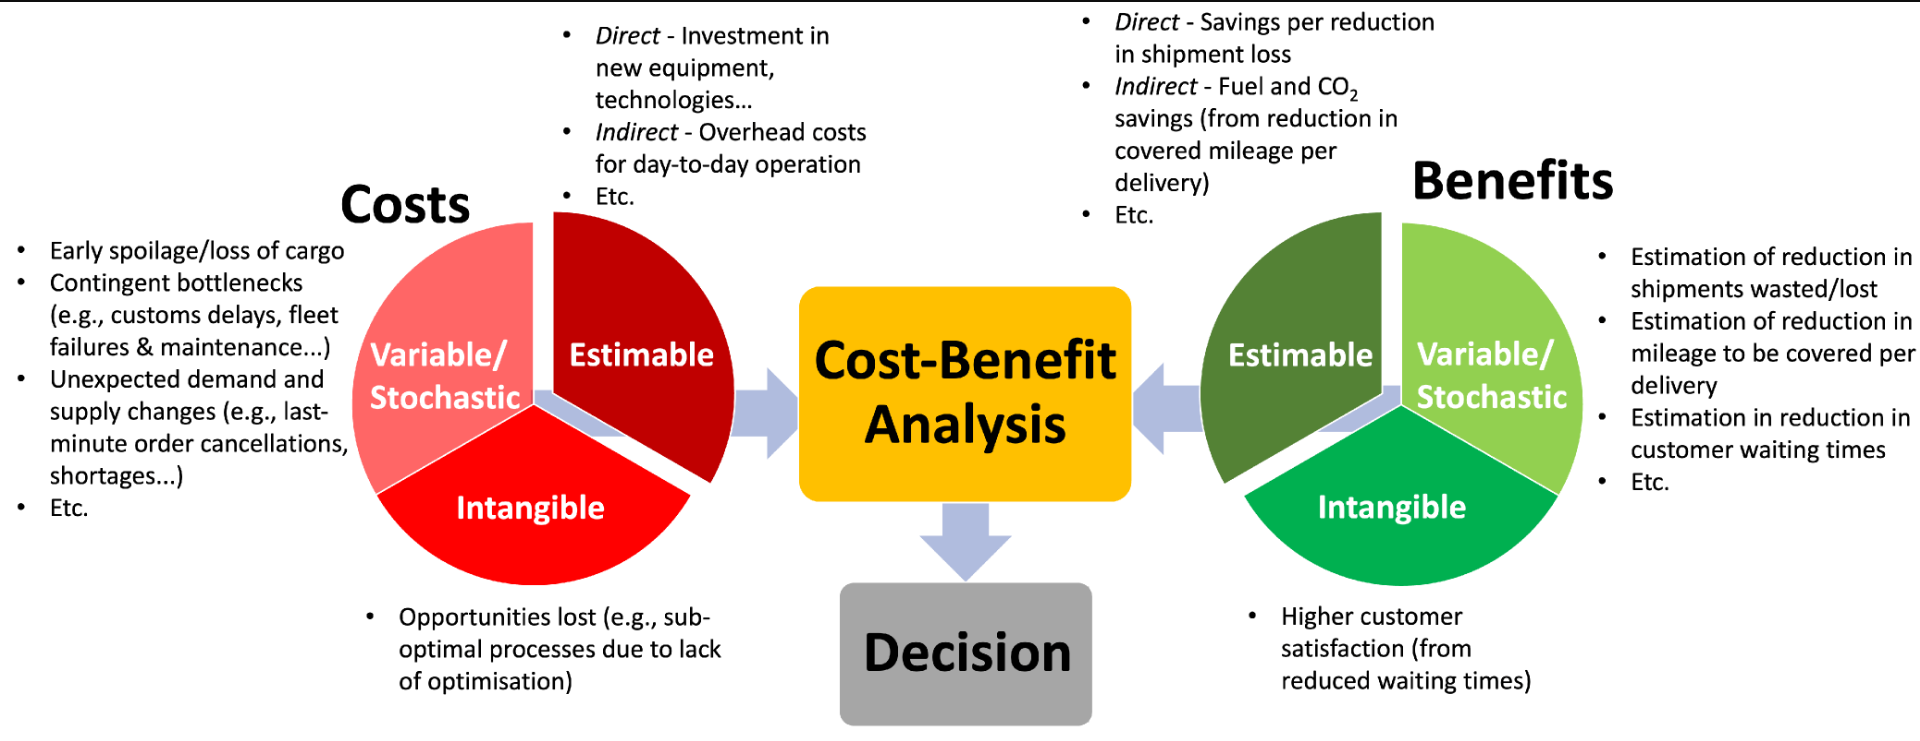 • Direct - Investment in
new equipment,
technologies...
• Indirect - Overhead costs
for day-to-day operation
• Etc.
• Direct - Savings per reduction
in shipment loss
• Indirect - Fuel and CO₂
savings (from reduction in
covered mileage per
delivery)
• Etc.
Costs
Benefits
• Early spoilage/loss of cargo
• Contingent bottlenecks
(e.g., customs delays, fleet
failures & maintenance...)
• Unexpected demand and
supply changes (e.g., last-
minute order cancellations,
shortages...)
• Etc.
Variable/
Stochastic
Estimable
Intangible
• Opportunities lost (e.g., sub-
optimal processes due to lack
of optimisation)
Cost-Benefit
Analysis
Decision
Estimable
Variable/
Stochastic
Intangible
• Estimation of reduction in
shipments wasted/lost
• Estimation of reduction in
mileage to be covered per
delivery
• Estimation in reduction in
customer waiting times
• Etc.
• Higher customer
satisfaction (from
reduced waiting times)